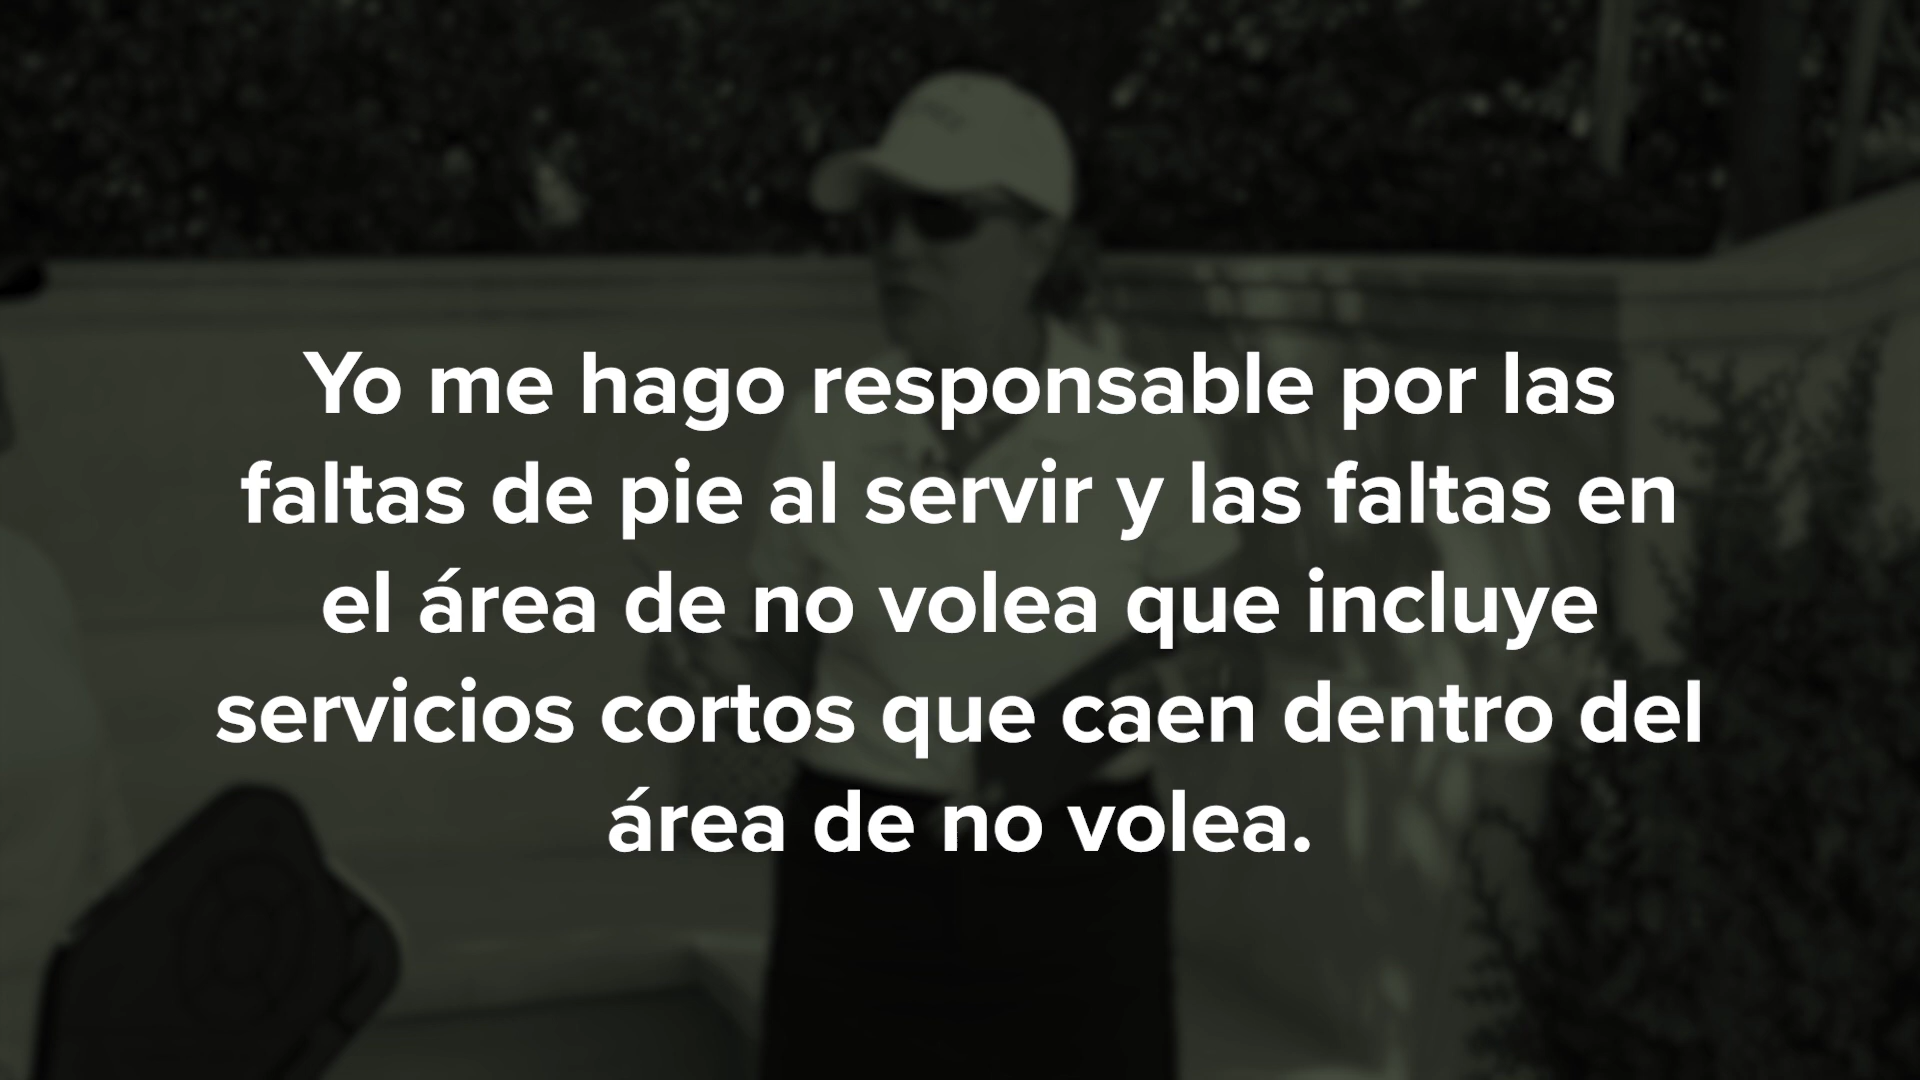 Yo me hago responsable por las
faltas de pie al servir y las faltas en
el área de no volea que incluye
servicios cortos que caen dentro del
área de no volea.